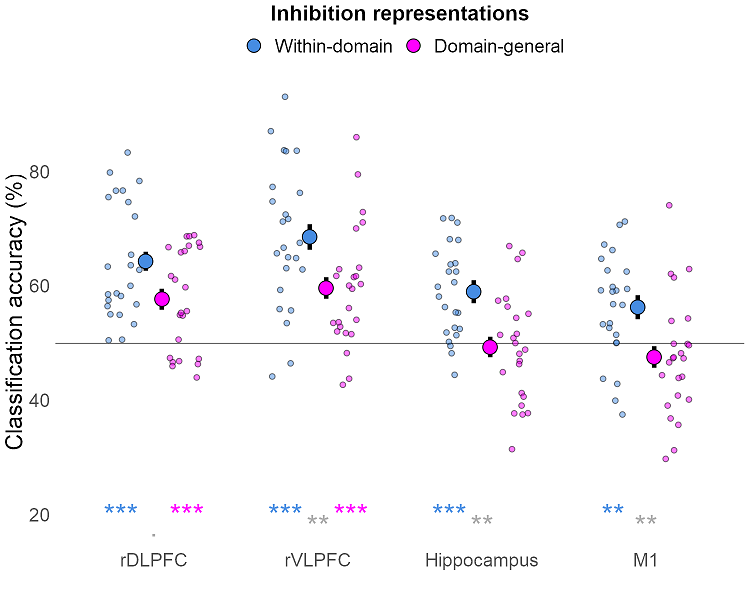 Inhibition representations
Within-domain Domain-general
Classification accuracy (%)
80
60
40
20
*** *** *** *** *** **
. ** ** **
rDLPFC rVLPFC Hippocampus M1